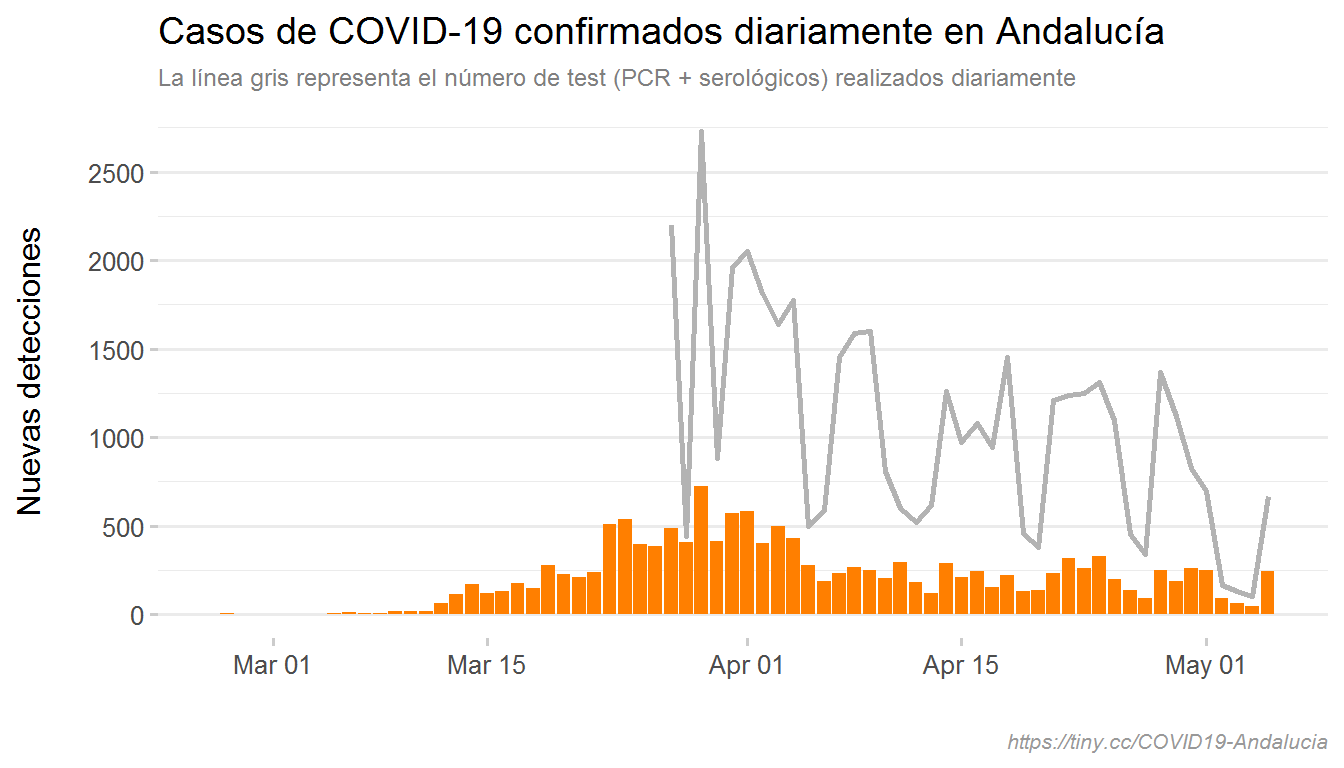 Casos de COVID-19 confirmados diariamente en Andalucía
La línea gris representa el número de test (PCR + serológicos) realizados diariamente
Nuevas detecciones
2500
2000
1500
1000
500
0
Mar 01
Mar 15
Apr 01
Apr 15
May 01
https://tiny.cc/COVID19-Andalucia